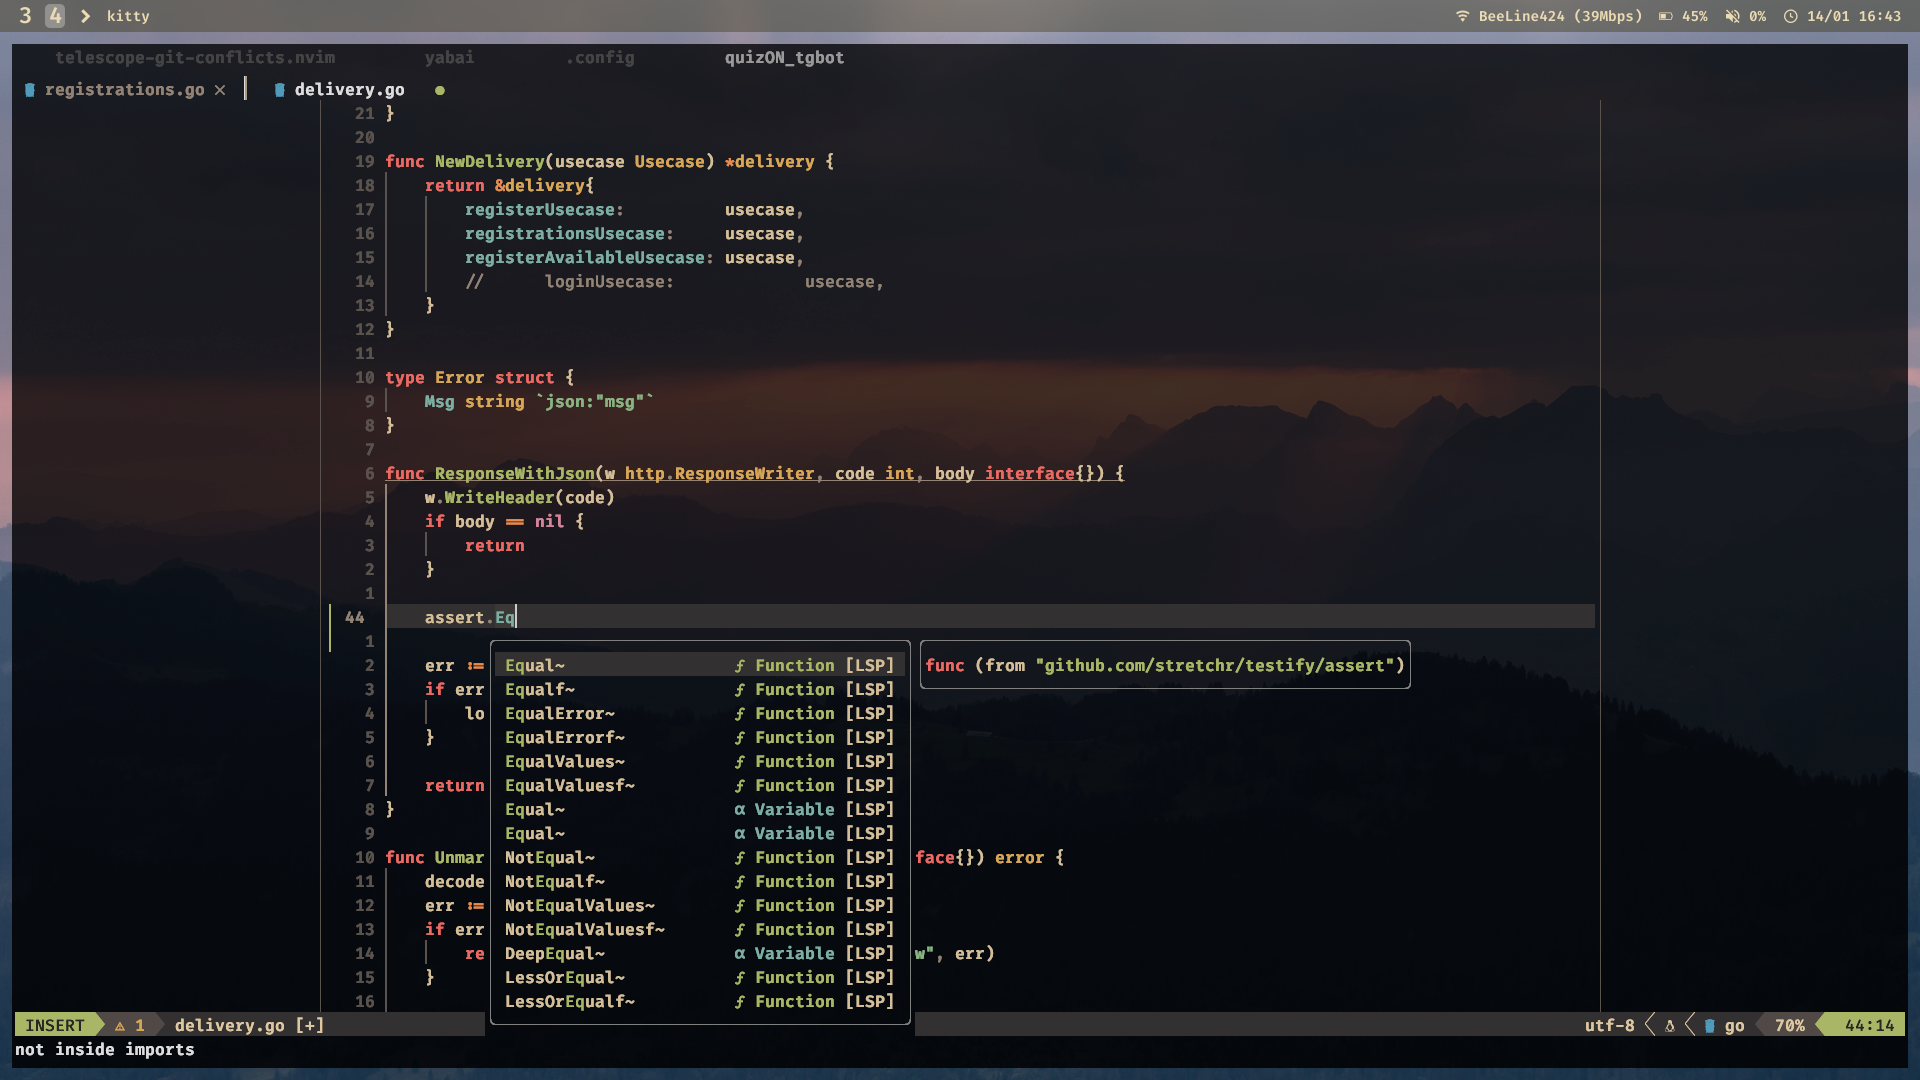 3 4 kitty BeeLine424 (39Mbps) 45% 0% 14/01 16:43
telescope-git-conflicts.nvim yabai .config quizON_tgbot
registrations.go × delivery.go ●
21 }
20
19 func NewDelivery(usecase Usecase) *delivery {
18 return &delivery{
17 registerUsecase: usecase,
16 registrationsUsecase: usecase,
15 registerAvailableUsecase: usecase,
14 // loginUsecase: usecase,
13 }
12 }
11
10 type Error struct {
9 Msg string `json:"msg"`
8 }
7
6 func ResponseWithJson(w http.ResponseWriter, code int, body interface{}) {
5 w.WriteHeader(code)
4 if body == nil {
3 return
2 }
1
44 assert.Eq
1
2 err := Equal~ ƒ Function [LSP] func (from "github.com/stretchr/testify/assert")
3 if err Equalf~ ƒ Function [LSP]
4 lo EqualError~ ƒ Function [LSP]
5 } EqualErrorf~ ƒ Function [LSP]
6 EqualValues~ ƒ Function [LSP]
7 return EqualValuesf~ ƒ Function [LSP]
8 } Equal~ α Variable [LSP]
9 Equal~ α Variable [LSP]
10 func Unmar NotEqual~ ƒ Function [LSP] face{}) error {
11 decode NotEqualf~ ƒ Function [LSP]
12 err := NotEqualValues~ ƒ Function [LSP]
13 if err NotEqualValuesf~ ƒ Function [LSP]
14 re DeepEqual~ α Variable [LSP] w", err)
15 } LessOrEqual~ ƒ Function [LSP]
16 LessOrEqualf~ ƒ Function [LSP]
INSERT ⚠ 1 delivery.go [+] utf-8 go 70% 44:14
not inside imports